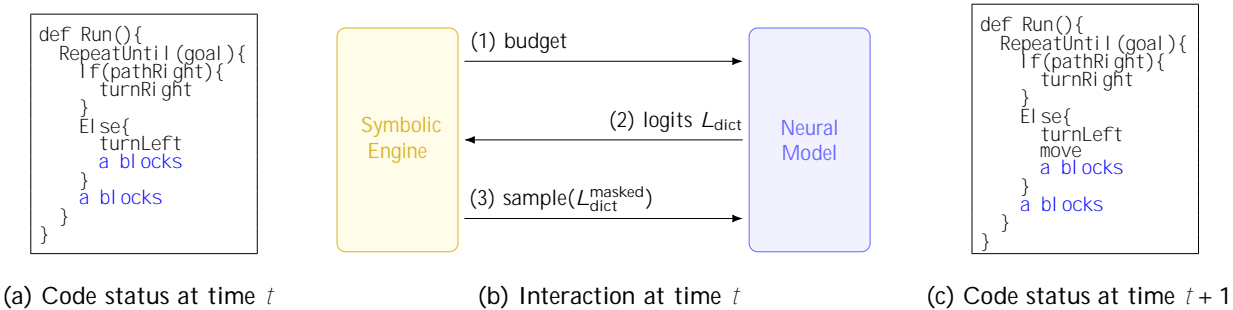 def Run(){
RepeatUntil(goal){
If(pathRight){
turnRight
}
Else{
turnLeft
a blocks
}
a blocks
}
}
(a) Code status at time t
(1) budget
Symbolic
Engine
(2) logits L_dict
Neural
Model
(3) sample(L_dict^masked)
(b) Interaction at time t
def Run(){
RepeatUntil(goal){
If(pathRight){
turnRight
}
Else{
turnLeft
move
a blocks
}
a blocks
}
}
(c) Code status at time t + 1